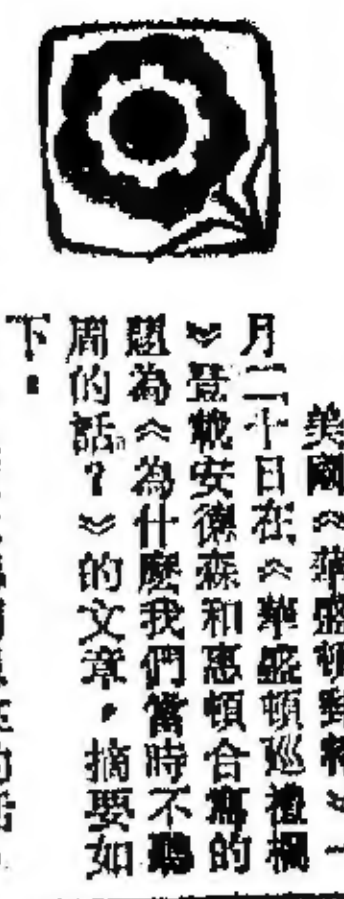 美國《華盛頓郵報》一
月二十日在《華盛頓巡禮欄
》登載安德森和惠頓合寫的
題為《為什麼我們當時不聽
周的話？》的文章，摘要如
下。